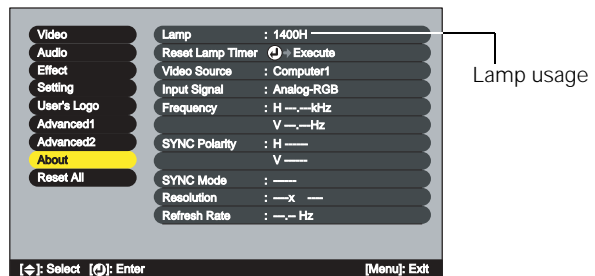 Video
Audio
Effect
Setting
User's Logo
Advanced1
Advanced2
About
Reset All
Lamp : 1400H
Reset Lamp Timer Execute
Video Source : Computer1
Input Signal : Analog-RGB
Frequency : H ---.---kHz
V ---.--Hz
SYNC Polarity : H ------
V ------
SYNC Mode : -----
Resolution : ----x ----
Refresh Rate : ---.-- Hz
Lamp usage
[ ]: Select [ ]: Enter [Menu]: Exit